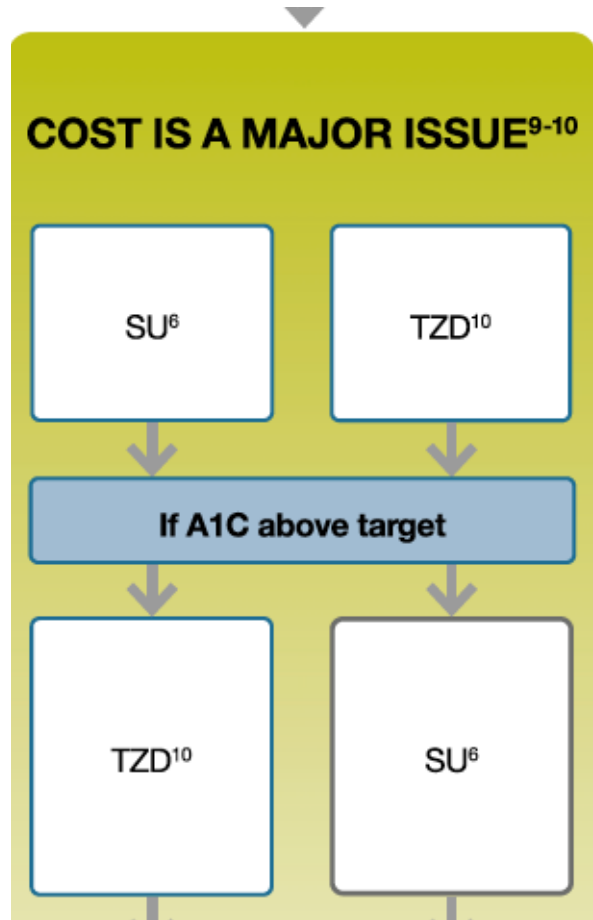 COST IS A MAJOR ISSUE⁹⁻¹⁰
SU⁶
TZD¹⁰
If A1C above target
TZD¹⁰
SU⁶